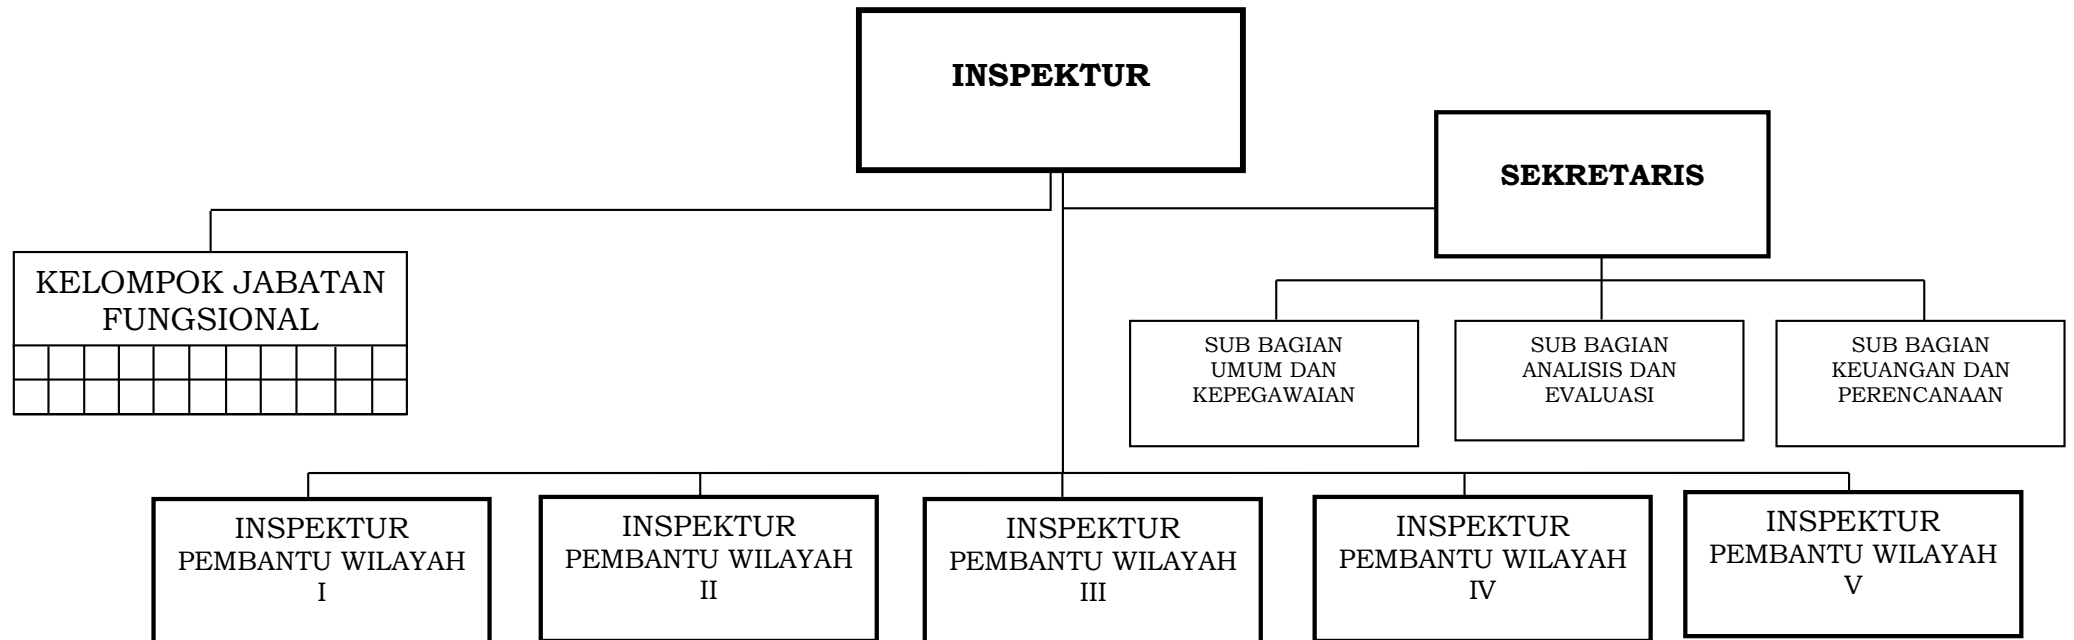 INSPEKTUR
SEKRETARIS
KELOMPOK JABATAN
FUNGSIONAL
SUB BAGIAN
UMUM DAN
KEPEGAWAIAN
SUB BAGIAN
ANALISIS DAN
EVALUASI
SUB BAGIAN
KEUANGAN DAN
PERENCANAAN
INSPEKTUR
PEMBANTU WILAYAH
I
INSPEKTUR
PEMBANTU WILAYAH
II
INSPEKTUR
PEMBANTU WILAYAH
III
INSPEKTUR
PEMBANTU WILAYAH
IV
INSPEKTUR
PEMBANTU WILAYAH
V